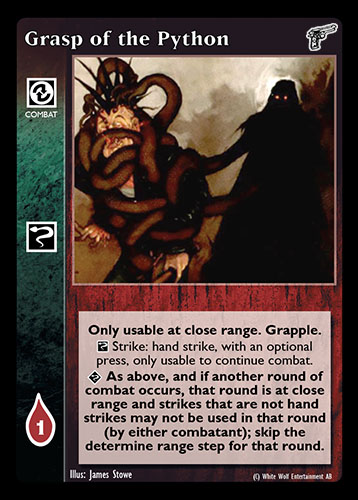 Grasp of the Python
COMBAT
Only usable at close range. Grapple.
Strike: hand strike, with an optional
press, only usable to continue combat.
As above, and if another round of
combat occurs, that round is at close
range and strikes that are not hand
strikes may not be used in that round
(by either combatant); skip the
determine range step for that round.
1
Illus: James Stowe
(C) White Wolf Entertainment AB